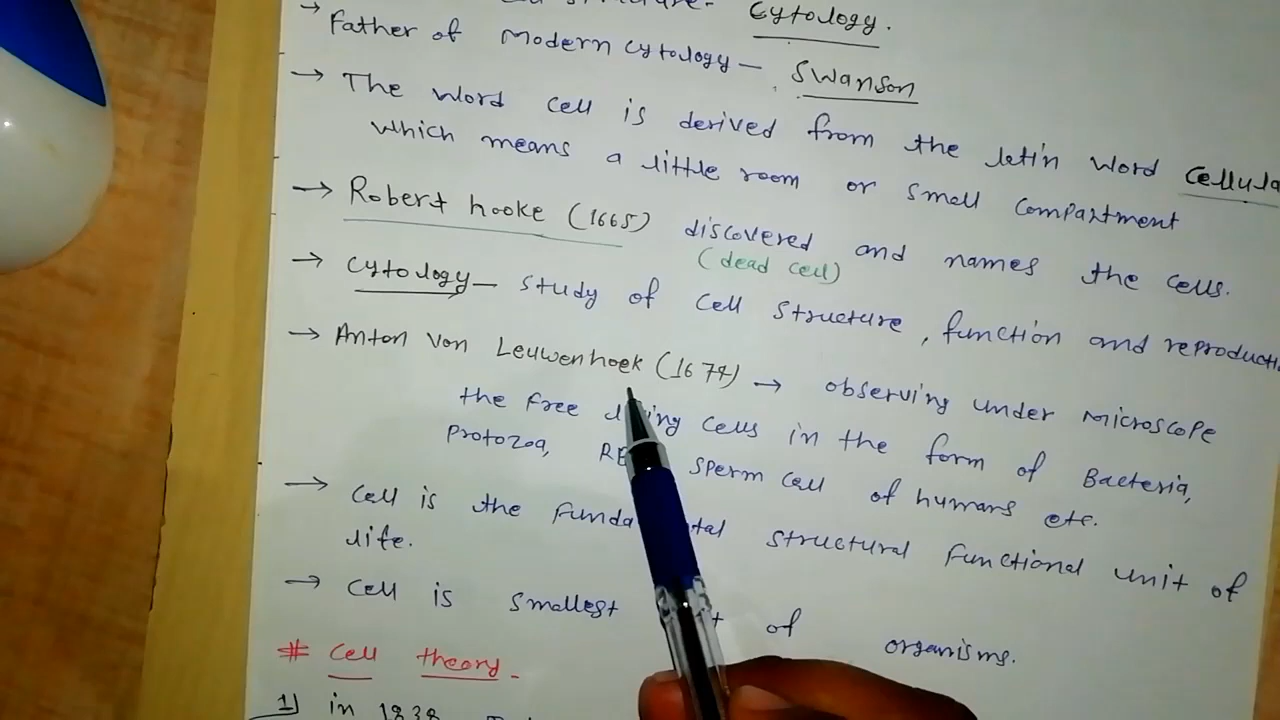 structure- Cytology.
→ Father of Modern Cytology — Swanson
→ The word cell is derived from the latin word Cellula
which means a little room or small compartment
→ Robert hooke (1665) discovered and names the cells.
(dead cell)
→ Cytology — study of cell structure, function and reproducti
→ Anton Von Leuwenhoek (1674) → observing under microscope
the free living cells in the form of Bacteria,
Protozoa, sperm cell of humans etc.
→ Cell is the structural functional unit of
life.
→ Cell is smallest of organisms.
# Cell theory -
1) in 1838